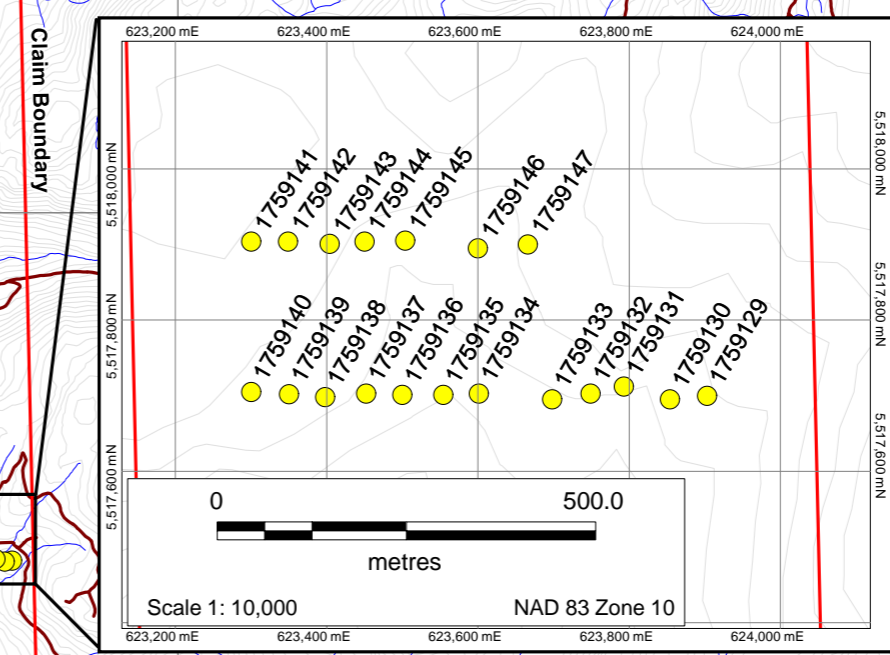 623,200 mE 623,400 mE 623,600 mE 623,800 mE 624,000 mE
Claim Boundary
5,518,000 mN
5,518,000 mN
1759141
1759142
1759143
1759144
1759145
1759146
1759147
5,517,800 mN
5,517,800 mN
1759140
1759139
1759138
1759137
1759136
1759135
1759134
1759133
1759132
1759131
1759130
1759129
5,517,600 mN
5,517,600 mN
0 500.0
metres
Scale 1: 10,000 NAD 83 Zone 10
623,200 mE 623,400 mE 623,600 mE 623,800 mE 624,000 mE